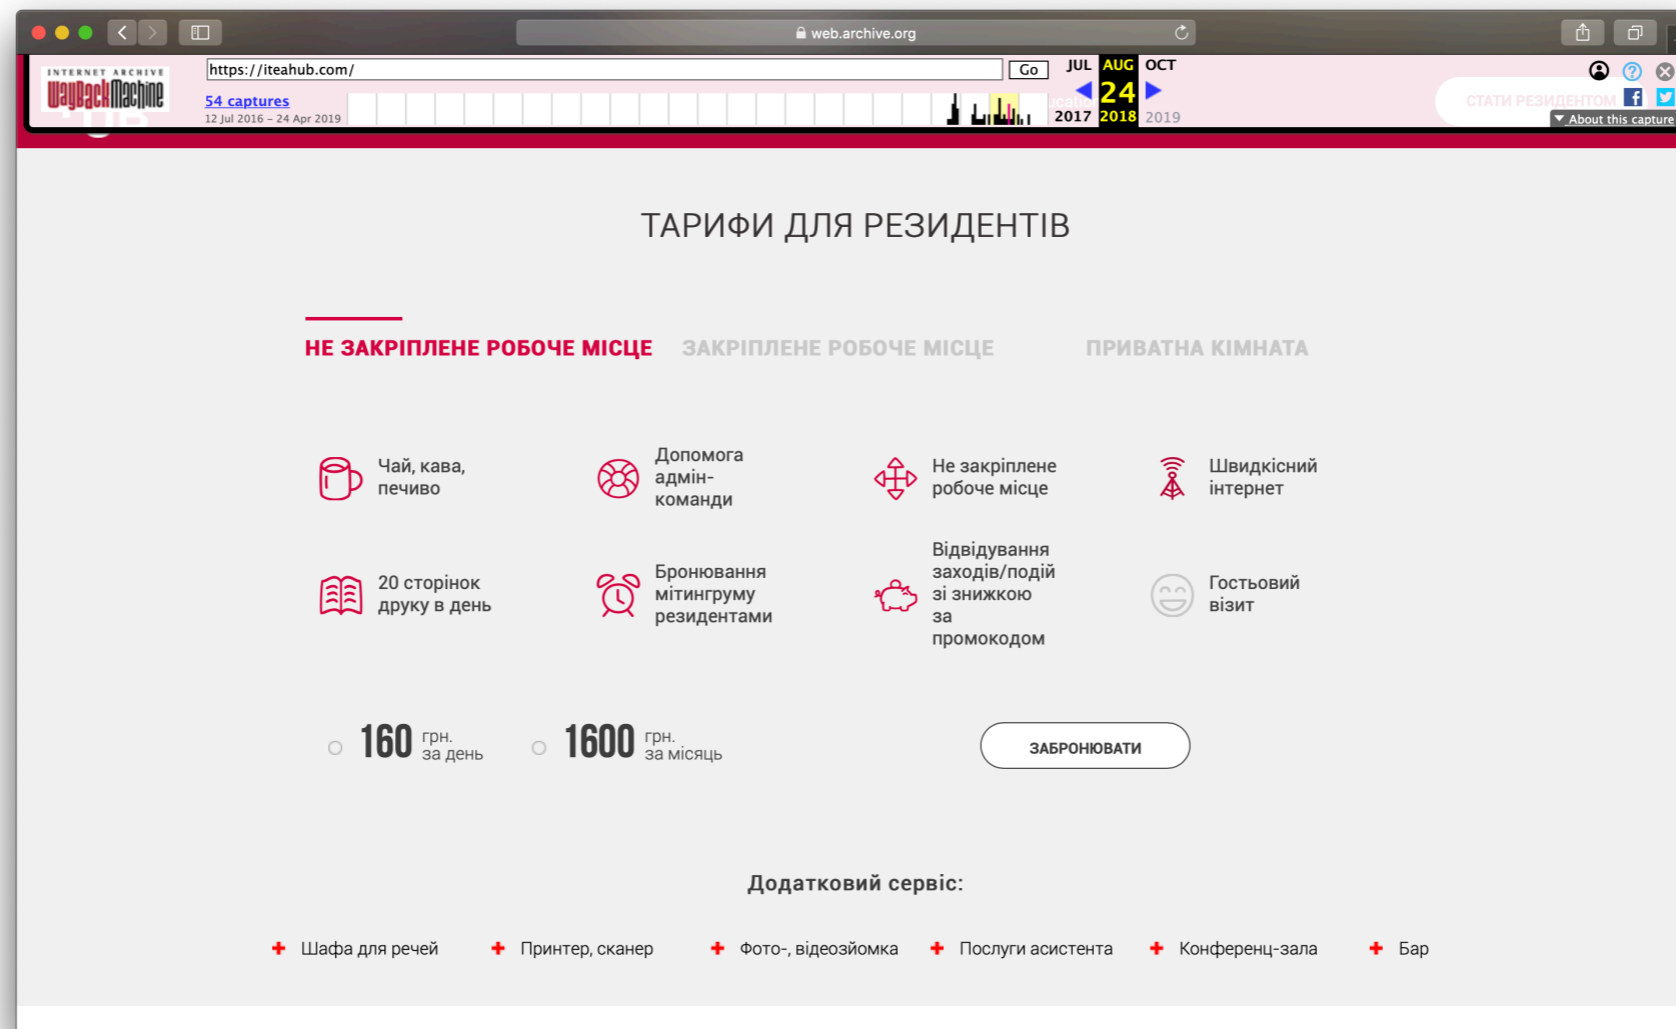 web.archive.org
INTERNET ARCHIVE
WayBackMachine
https://iteahub.com/
Go
JUL AUG OCT
54 captures
24
12 Jul 2016 – 24 Apr 2019
2017 2018 2019
СТАТИ РЕЗИДЕНТОМ
About this capture
ТАРИФИ ДЛЯ РЕЗИДЕНТІВ
НЕ ЗАКРІПЛЕНЕ РОБОЧЕ МІСЦЕ
ЗАКРІПЛЕНЕ РОБОЧЕ МІСЦЕ
ПРИВАТНА КІМНАТА
Чай, кава,
печиво
Допомога
адмін-
команди
Не закріплене
робоче місце
Швидкісний
інтернет
20 сторінок
друку в день
Бронювання
мітингруму
резидентами
Відвідування
заходів/подій
зі знижкою
за
промокодом
Гостьовий
візит
160 грн.
за день
1600 грн.
за місяць
ЗАБРОНЮВАТИ
Додатковий сервіс:
Шафа для речей
Принтер, сканер
Фото-, відеозйомка
Послуги асистента
Конференц-зала
Бар